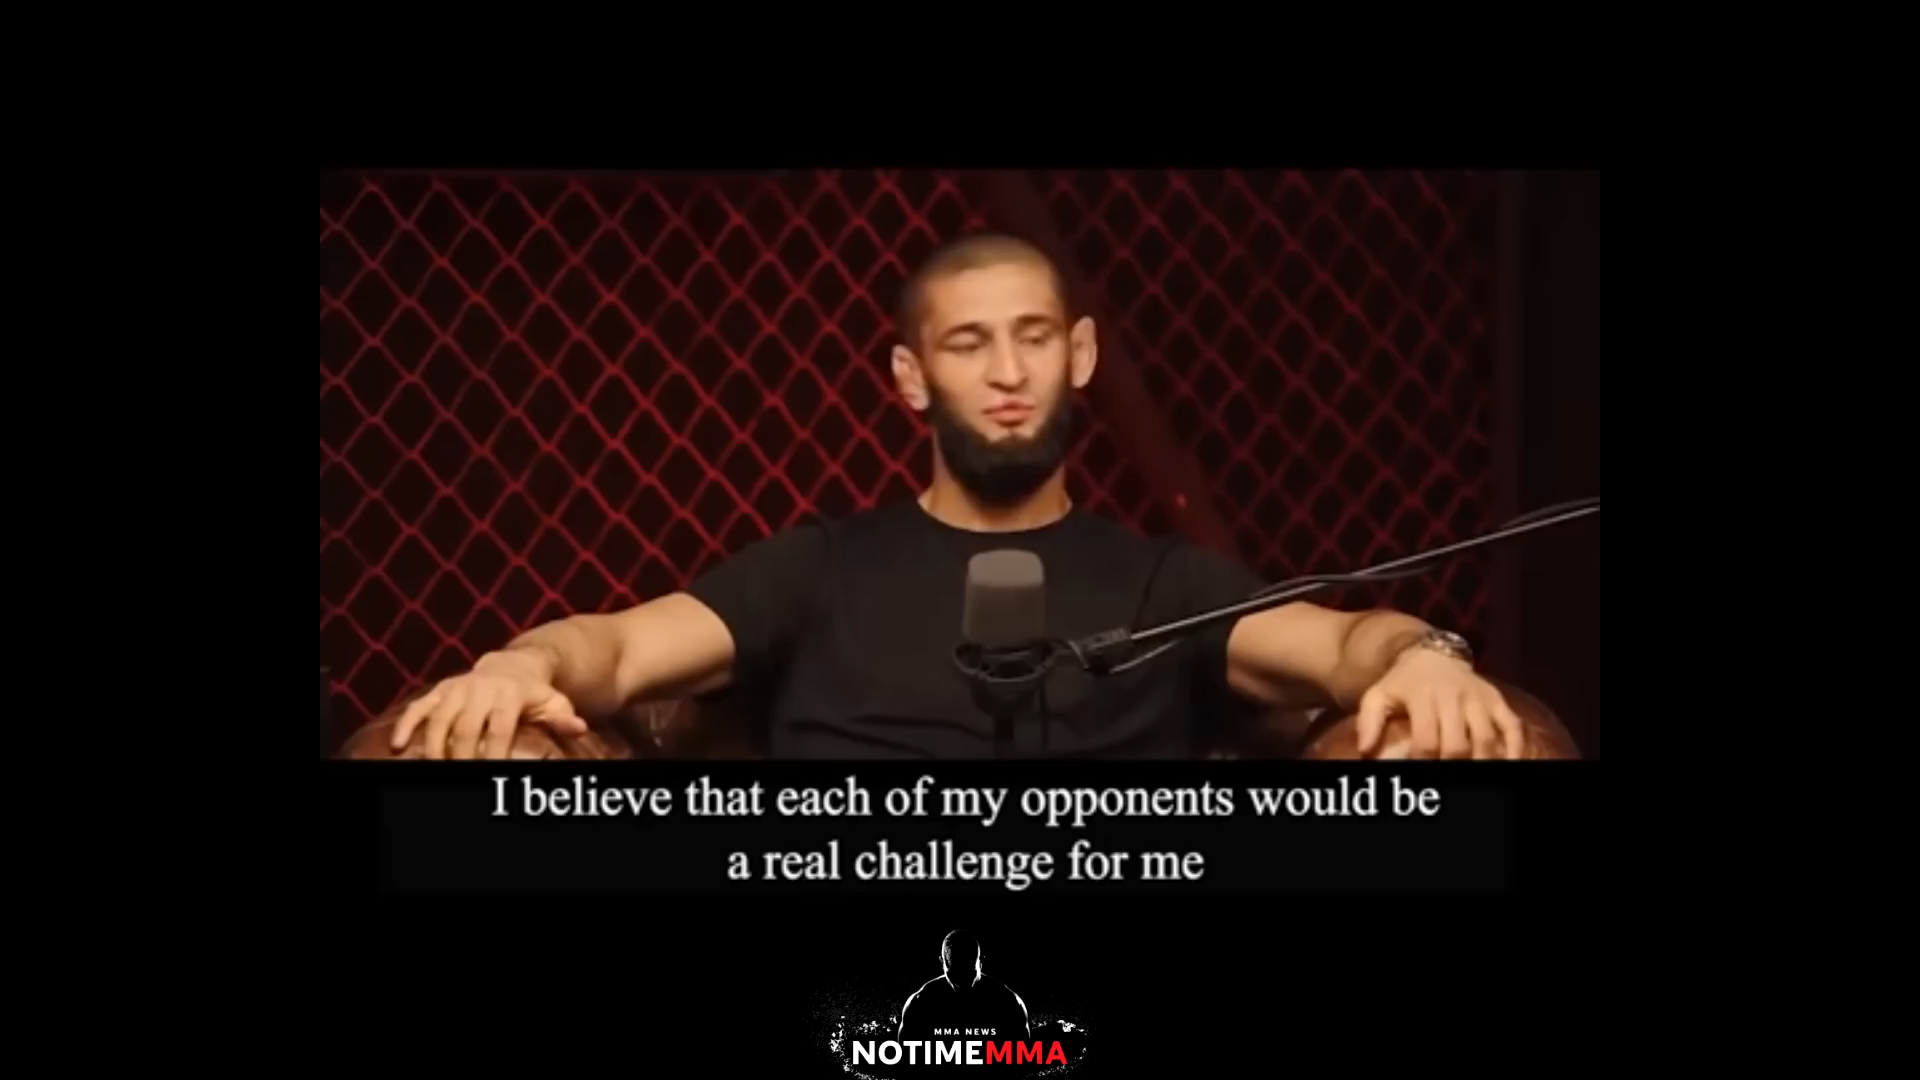 I believe that each of my opponents would be
a real challenge for me
MMA NEWS
NOTIMEMMA